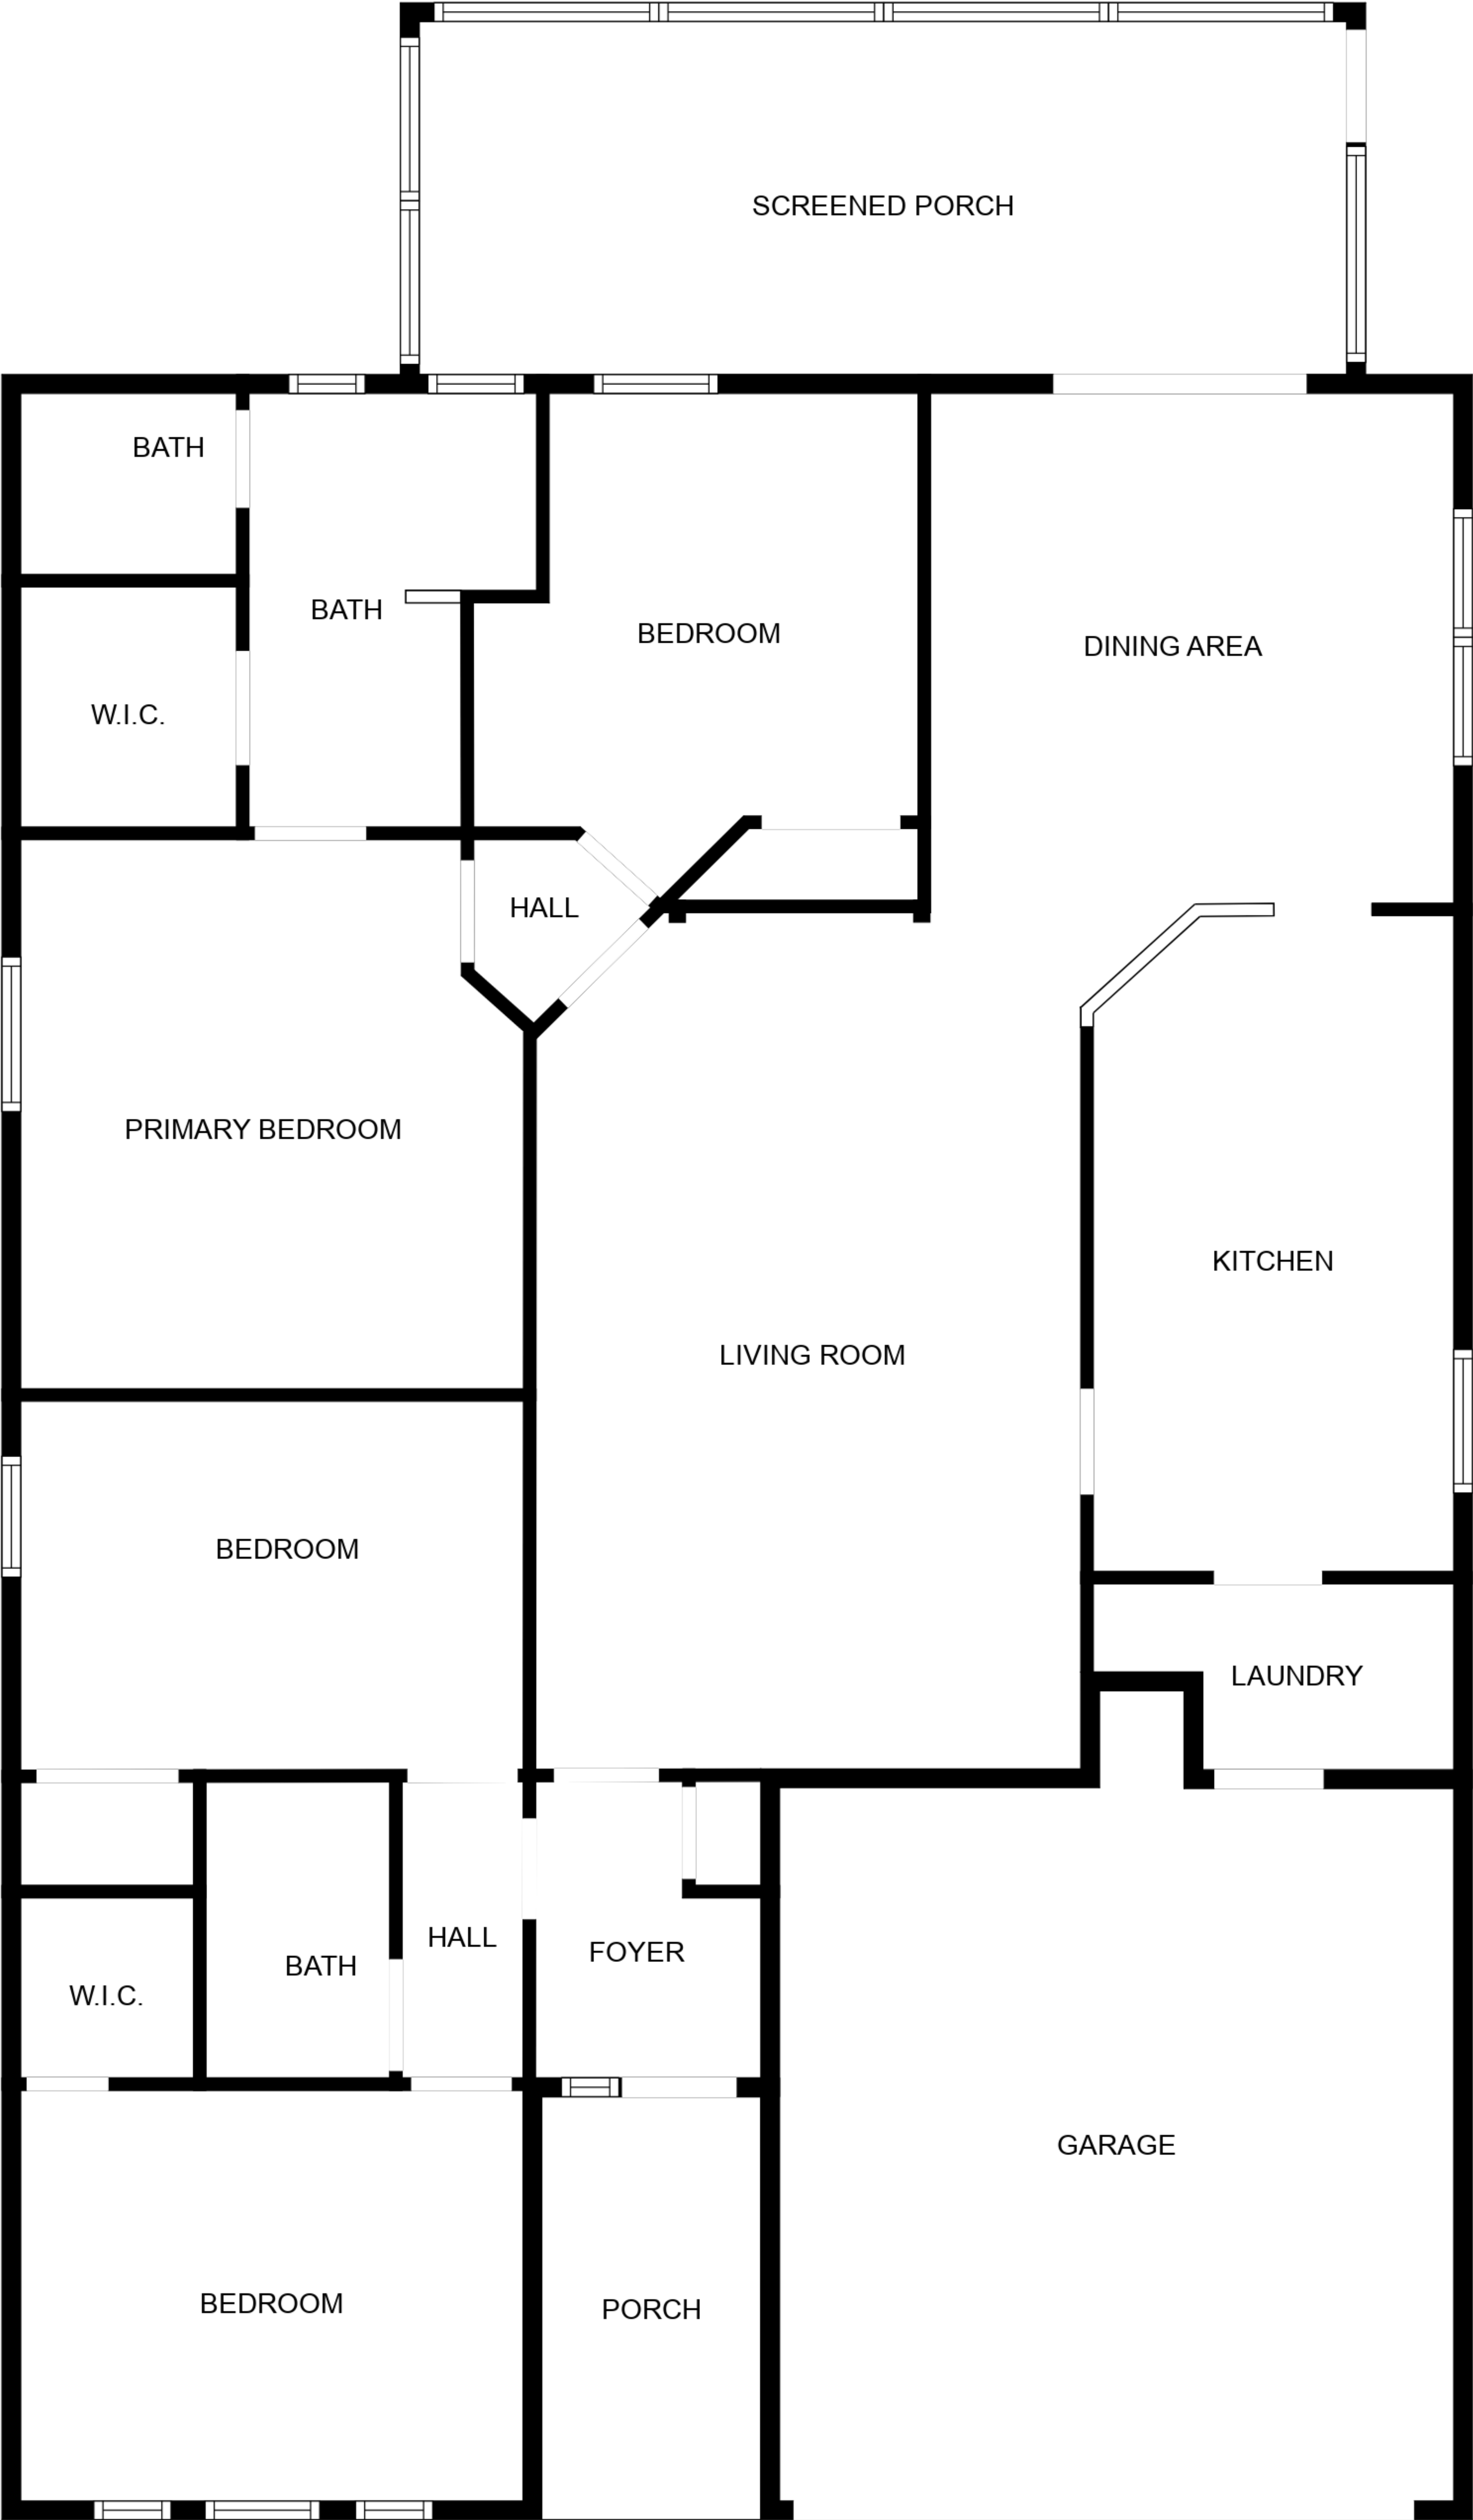 SCREENED PORCH
BATH
BATH
BEDROOM
DINING AREA
W.I.C.
HALL
PRIMARY BEDROOM
KITCHEN
LIVING ROOM
BEDROOM
LAUNDRY
HALL
FOYER
BATH
W.I.C.
GARAGE
BEDROOM
PORCH